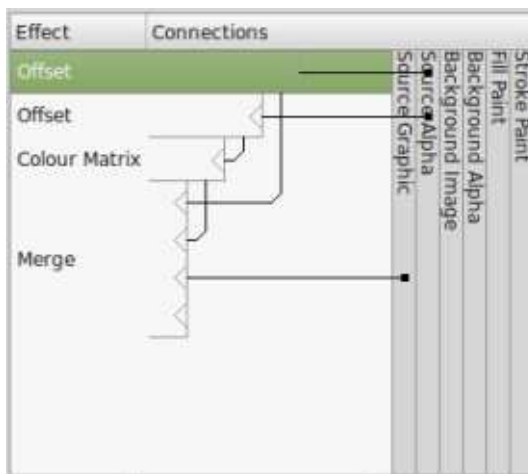 Effect Connections
Offset
Offset
Colour Matrix
Merge
Source Graphic
Source Alpha
Background Image
Background Alpha
Fill Paint
Stroke Paint